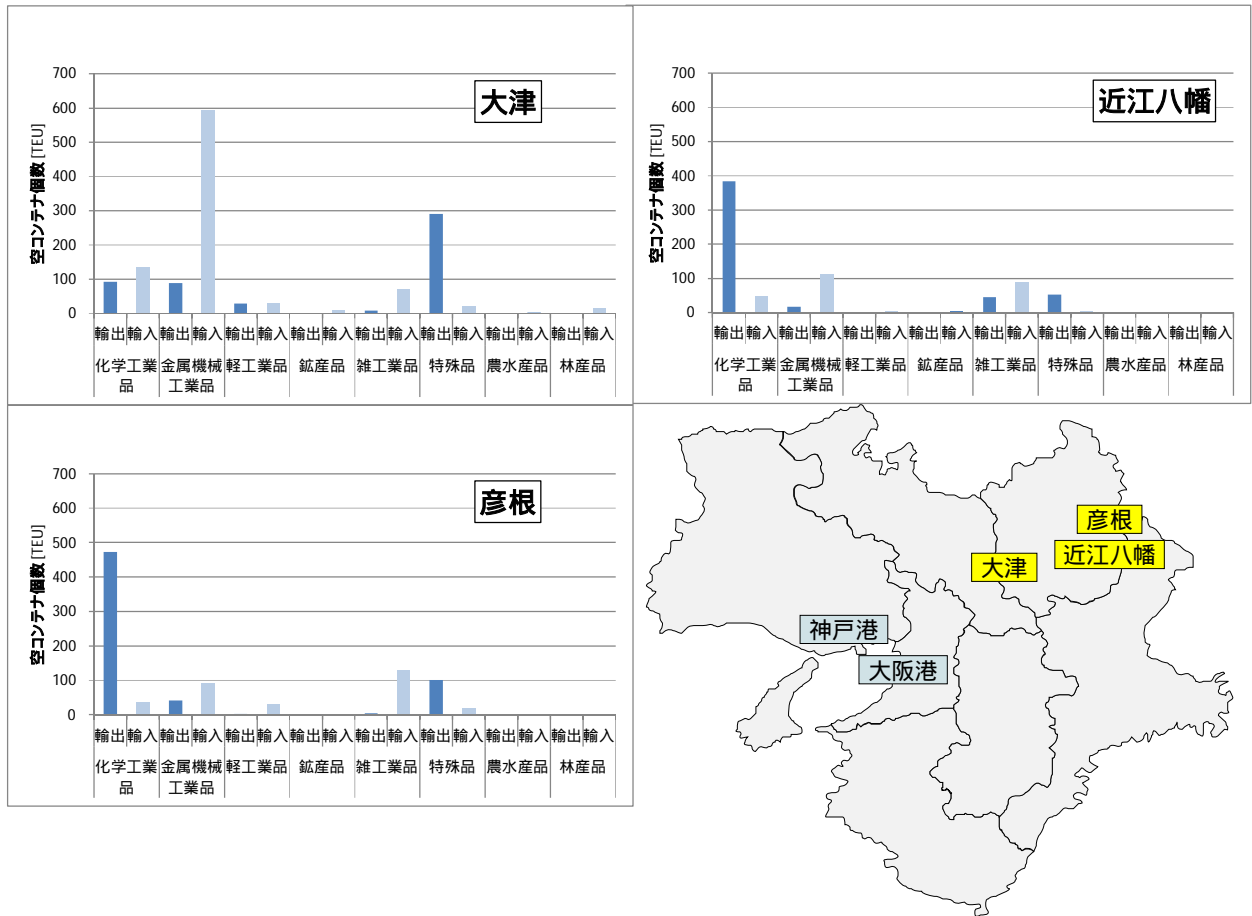 大津
空コンテナ個数 [TEU]
700
600
500
400
300
200
100
0
輸出 輸入 輸出 輸入 輸出 輸入 輸出 輸入 輸出 輸入 輸出 輸入 輸出 輸入 輸出 輸入
化学工業品 金属機械工業品 軽工業品 鉱産品 雑工業品 特殊品 農水産品 林産品
近江八幡
空コンテナ個数 [TEU]
700
600
500
400
300
200
100
0
輸出 輸入 輸出 輸入 輸出 輸入 輸出 輸入 輸出 輸入 輸出 輸入 輸出 輸入 輸出 輸入
化学工業品 金属機械工業品 軽工業品 鉱産品 雑工業品 特殊品 農水産品 林産品
彦根
空コンテナ個数 [TEU]
700
600
500
400
300
200
100
0
輸出 輸入 輸出 輸入 輸出 輸入 輸出 輸入 輸出 輸入 輸出 輸入 輸出 輸入 輸出 輸入
化学工業品 金属機械工業品 軽工業品 鉱産品 雑工業品 特殊品 農水産品 林産品
彦根
近江八幡
大津
神戸港
大阪港